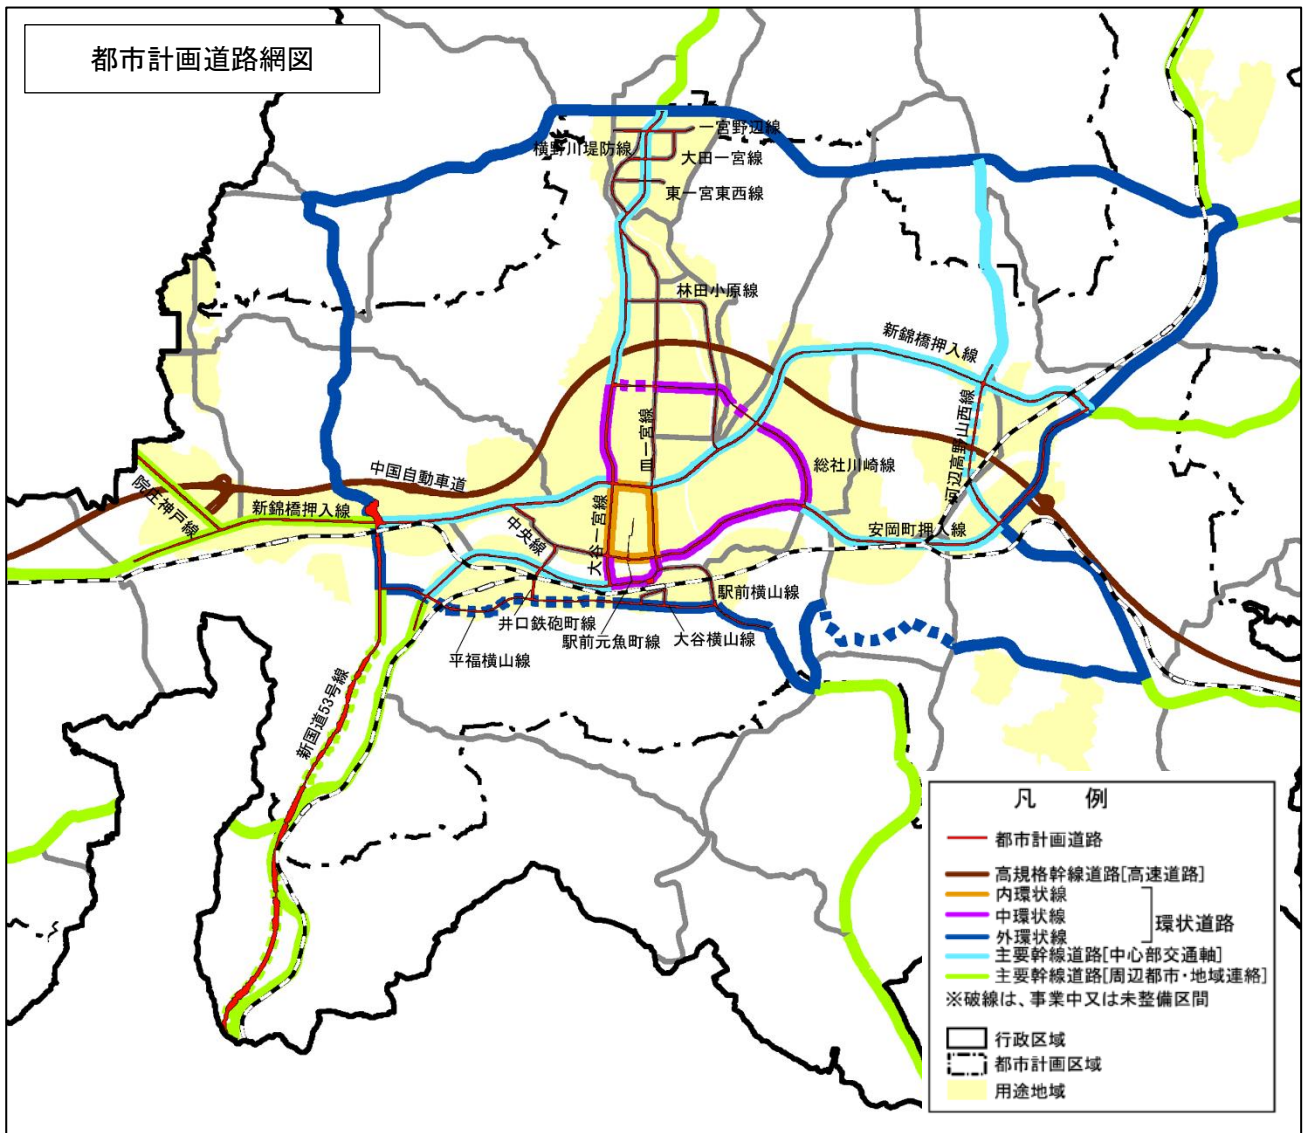 都市計画道路網図
一宮野辺線
横野川堤防線
大田一宮線
東一宮東西線
林田小原線
新錦橋押入線
河辺高野山西線
皿一宮線
総社川崎線
中国自動車道
院庄神戸線
新錦橋押入線
中央線
大谷一宮線
安岡町押入線
駅前横山線
井口鉄砲町線
駅前元魚町線
大谷横山線
平福横山線
新国道53号線
凡 例
都市計画道路
高規格幹線道路[高速道路]
内環状線
中環状線
環状道路
外環状線
主要幹線道路[中心部交通軸]
主要幹線道路[周辺都市・地域連絡]
※破線は、事業中又は未整備区間
行政区域
都市計画区域
用途地域